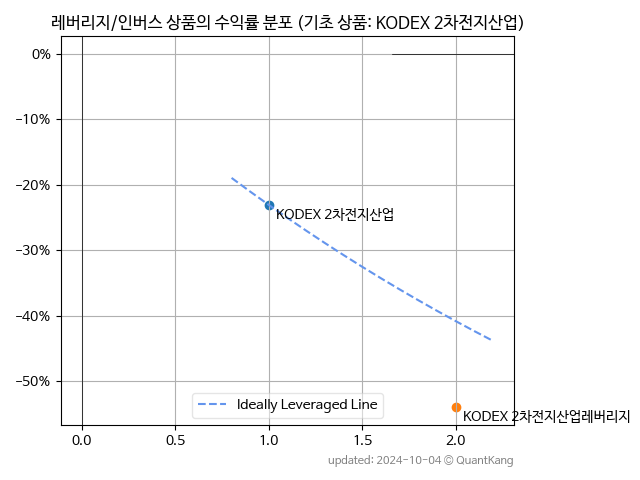 레버리지/인버스 상품의 수익률 분포 (기초 상품: KODEX 2차전지산업)
0%
−10%
−20%
−30%
−40%
−50%
KODEX 2차전지산업
KODEX 2차전지산업레버리지
Ideally Leveraged Line
0.0 0.5 1.0 1.5 2.0
updated: 2024-10-04 © QuantKang